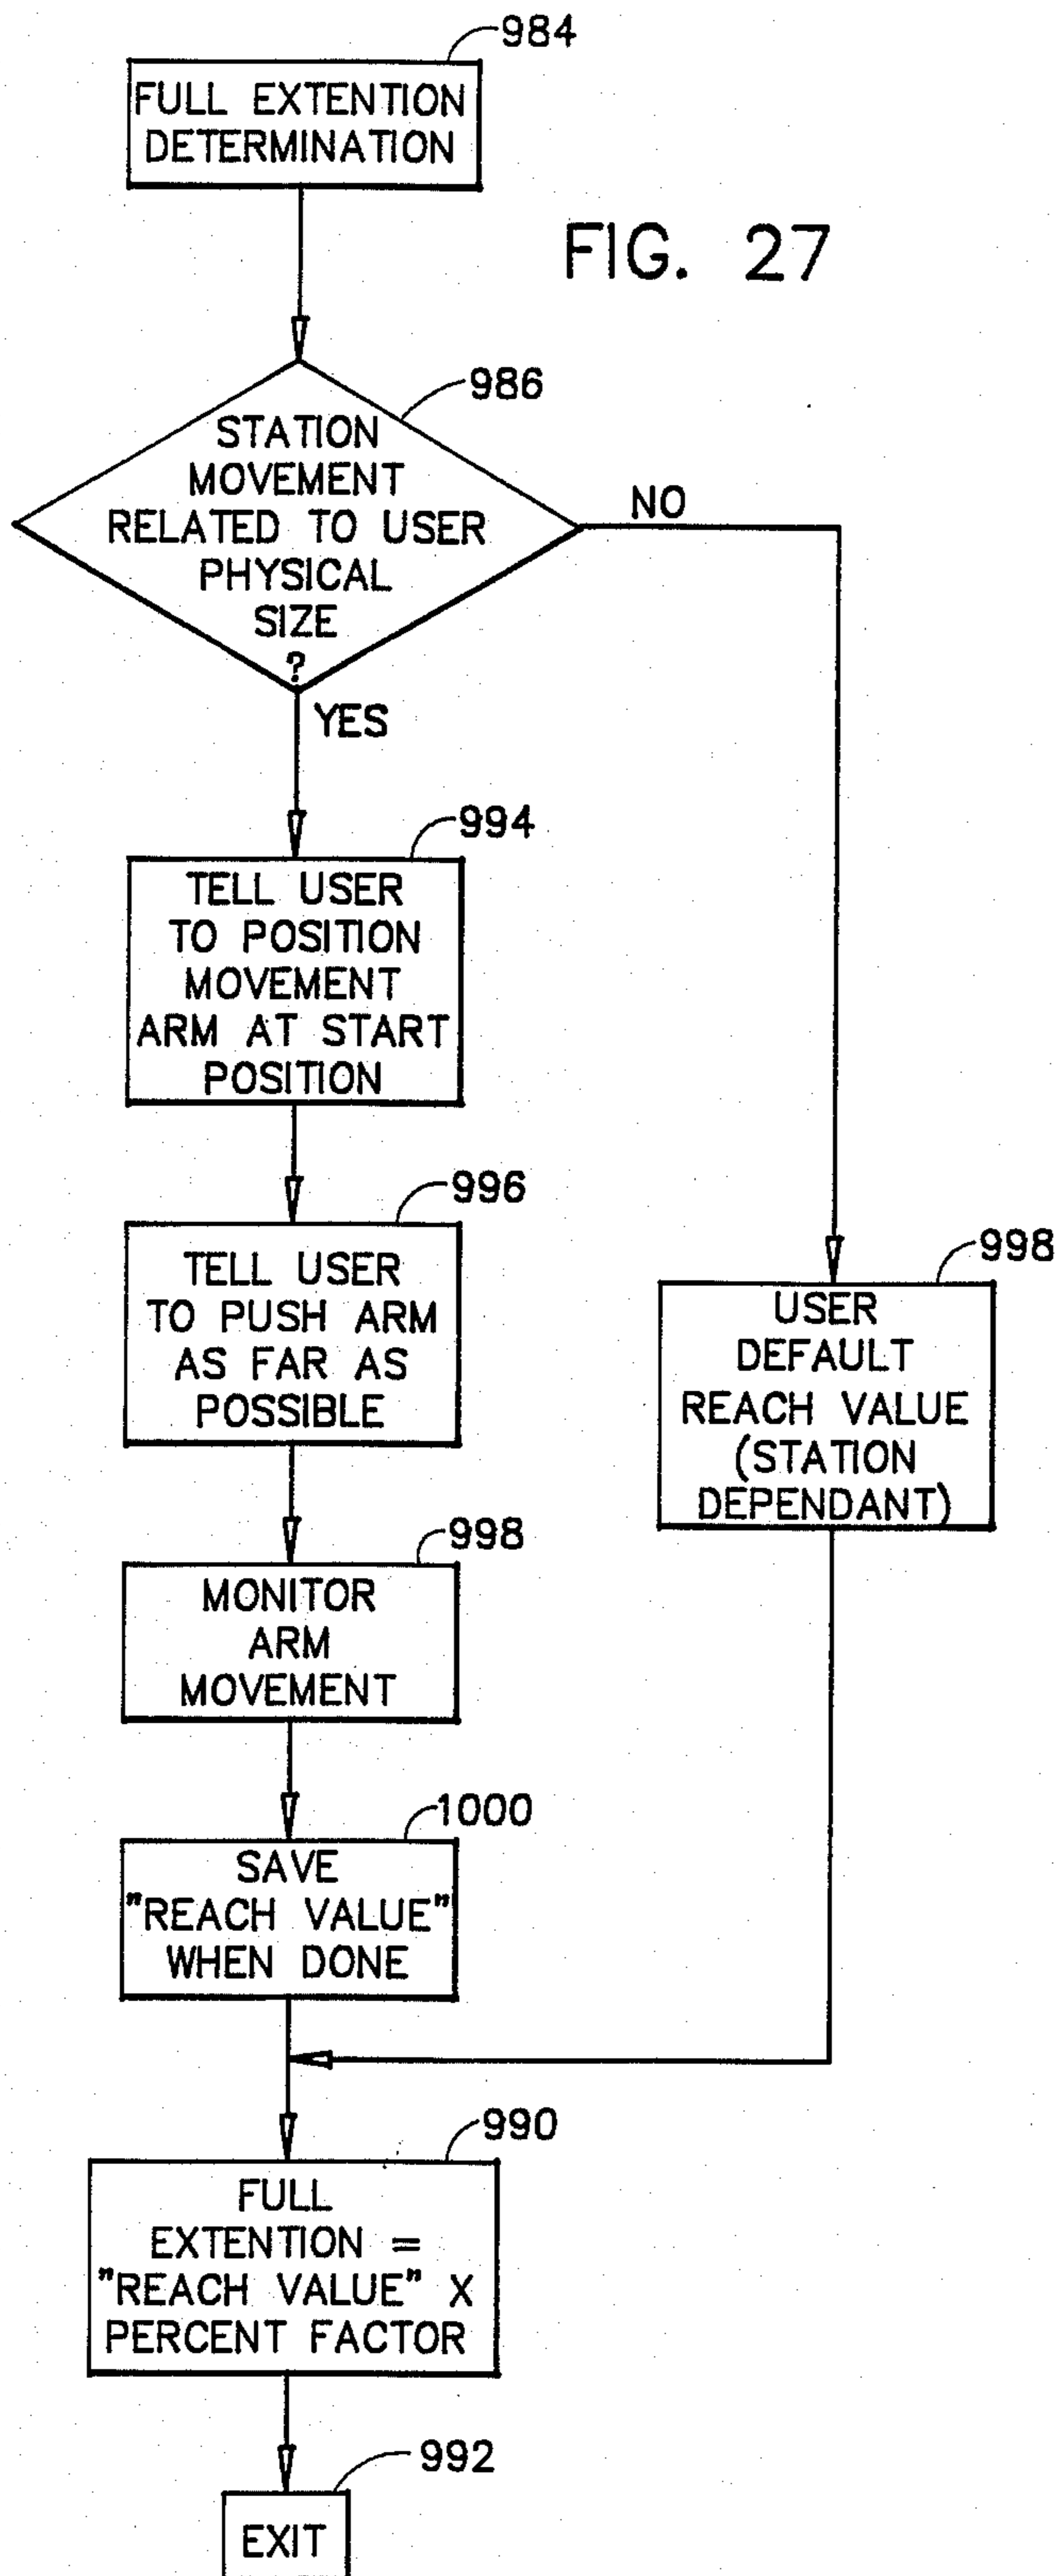 984
FULL EXTENTION
DETERMINATION
FIG. 27
986
STATION
MOVEMENT
RELATED TO USER
PHYSICAL
SIZE
?
NO
YES
994
TELL USER
TO POSITION
MOVEMENT
ARM AT START
POSITION
996
TELL USER
TO PUSH ARM
AS FAR AS
POSSIBLE
998
USER
DEFAULT
REACH VALUE
(STATION
DEPENDANT)
998
MONITOR
ARM
MOVEMENT
1000
SAVE
"REACH VALUE"
WHEN DONE
990
FULL
EXTENTION =
"REACH VALUE" X
PERCENT FACTOR
992
EXIT